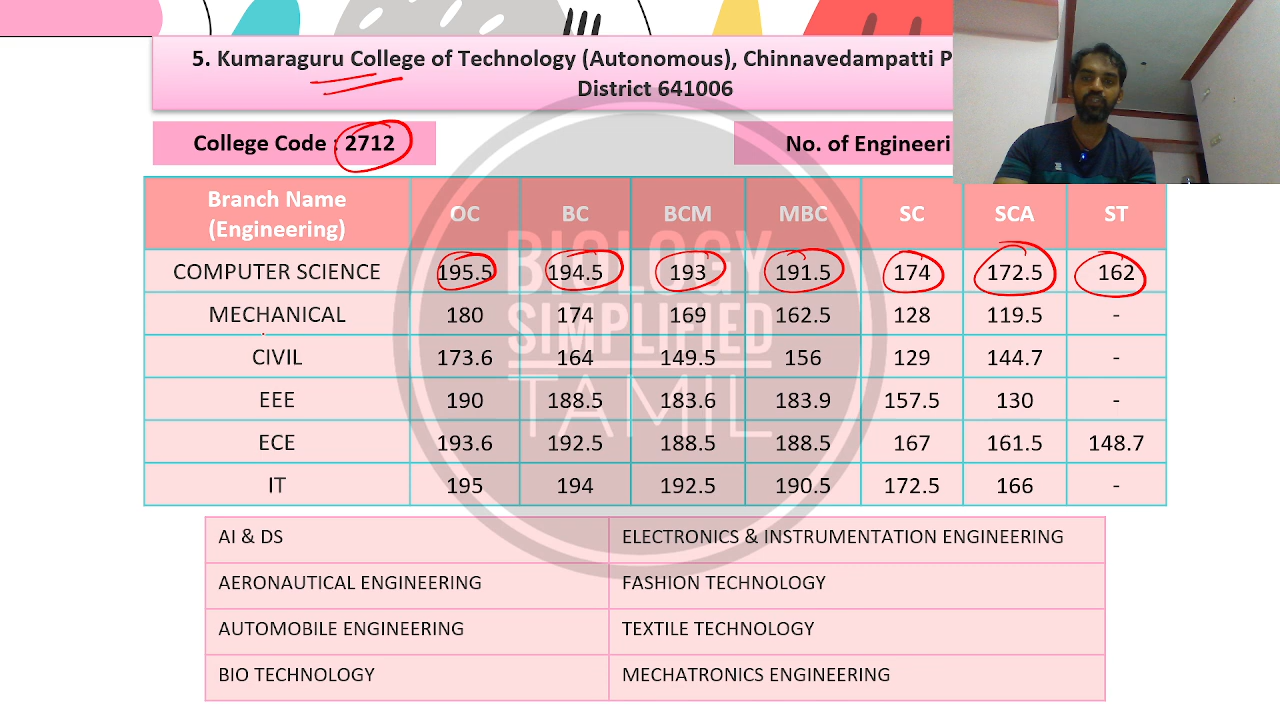 5. Kumaraguru College of Technology (Autonomous), Chinnavedampatti P
District 641006
College Code : 2712
No. of Engineeri
Branch Name (Engineering) OC BC BCM MBC SC SCA ST
COMPUTER SCIENCE 195.5 194.5 193 191.5 174 172.5 162
MECHANICAL 180 174 169 162.5 128 119.5 -
CIVIL 173.6 164 149.5 156 129 144.7 -
EEE 190 188.5 183.6 183.9 157.5 130 -
ECE 193.6 192.5 188.5 188.5 167 161.5 148.7
IT 195 194 192.5 190.5 172.5 166 -
BIOLOGY
SIMPLIFIED
TAMIL
AI & DS ELECTRONICS & INSTRUMENTATION ENGINEERING
AERONAUTICAL ENGINEERING FASHION TECHNOLOGY
AUTOMOBILE ENGINEERING TEXTILE TECHNOLOGY
BIO TECHNOLOGY MECHATRONICS ENGINEERING